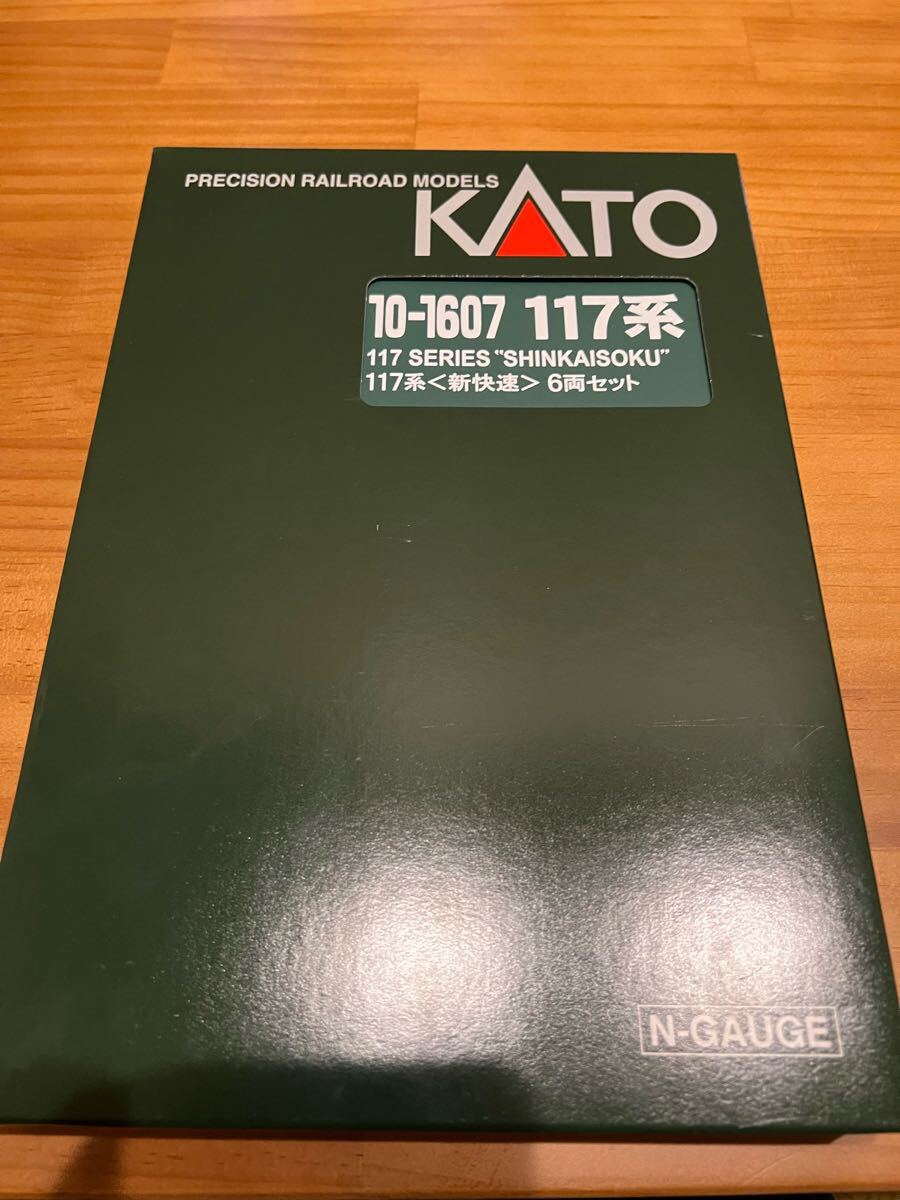 PRECISION RAILROAD MODELS
KATO
10-1607 117系
117 SERIES "SHINKAISOKU"
117系<新快速> 6両セット
N-GAUGE